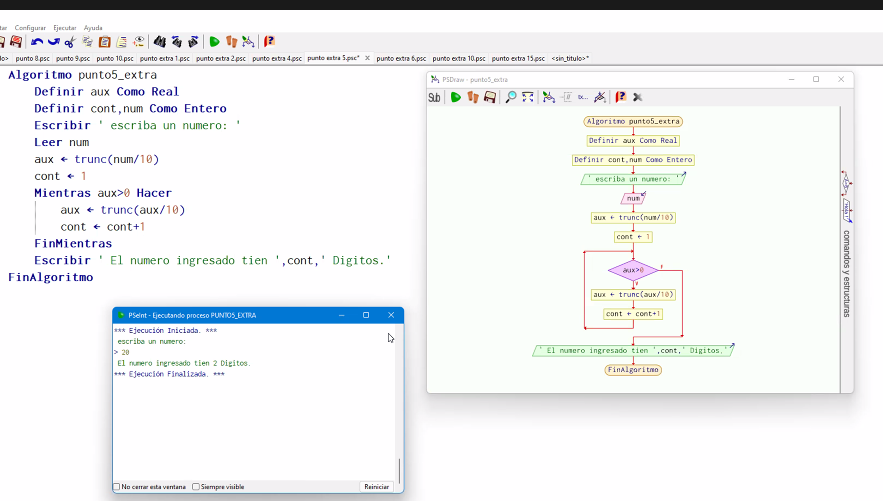 Configurar Ejecutar Ayuda
punto 8.psc punto 9.psc punto 10.psc punto extra 1.psc punto extra 2.psc punto extra 4.psc punto extra 5.psc* punto extra 6.psc punto extra 10.psc punto extra 15.psc <sin_titulo>*
Algoritmo punto5_extra
Definir aux Como Real
Definir cont,num Como Entero
Escribir ' escriba un numero: '
Leer num
aux ← trunc(num/10)
cont ← 1
Mientras aux>0 Hacer
aux ← trunc(aux/10)
cont ← cont+1
FinMientras
Escribir ' El numero ingresado tien ',cont,' Digitos.'
FinAlgoritmo
PSeInt - Ejecutando proceso PUNTO5_EXTRA
*** Ejecución Iniciada. ***
escriba un numero:
> 20
El numero ingresado tien 2 Digitos.
*** Ejecución Finalizada. ***
No cerrar esta ventana Siempre visible Reiniciar
PSDraw - punto5_extra
Sub
Algoritmo punto5_extra
Definir aux Como Real
Definir cont,num Como Entero
' escriba un numero: '
num
aux ← trunc(num/10)
cont ← 1
aux>0
F
V
aux ← trunc(aux/10)
cont ← cont+1
' El numero ingresado tien ',cont,' Digitos.'
FinAlgoritmo
comandos y estructuras